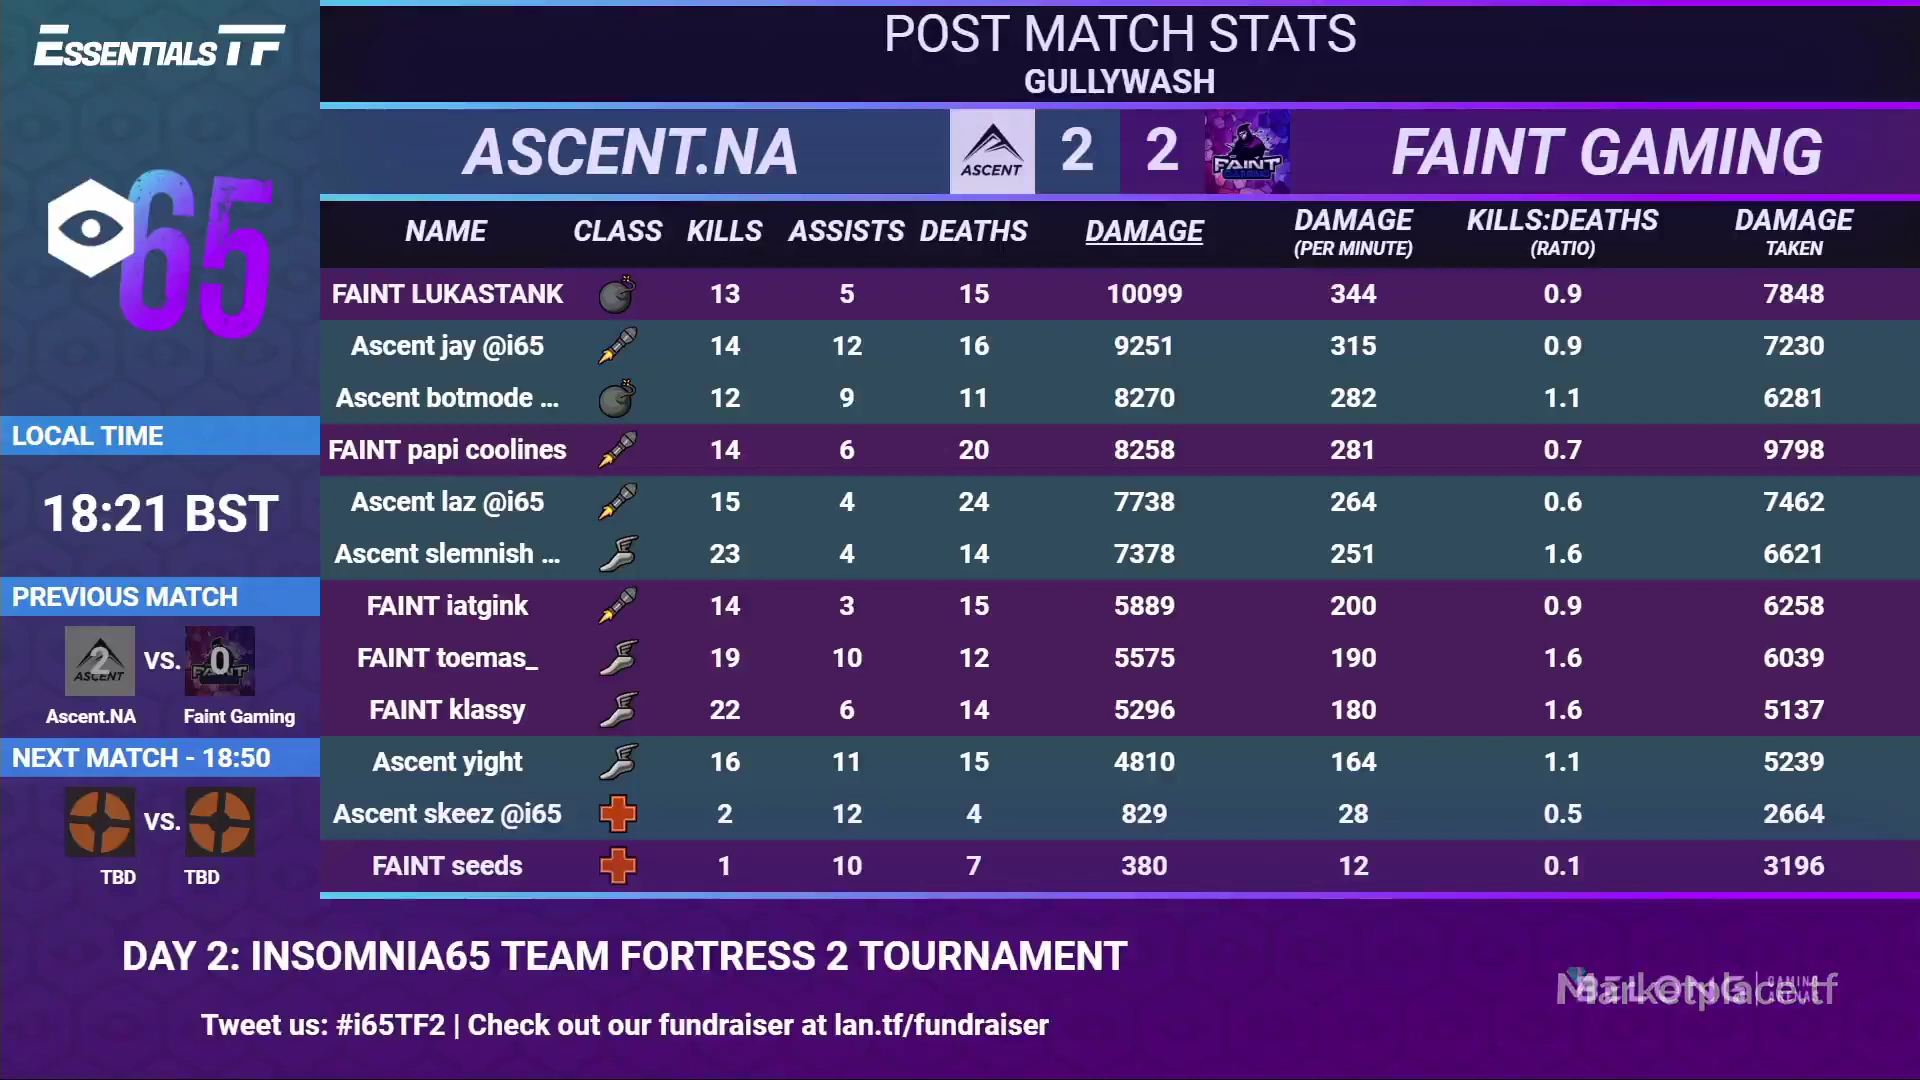 ESSENTIALSTF
65
LOCAL TIME
18:21 BST
PREVIOUS MATCH
2 VS. 0
ASCENT FAINT
Ascent.NA Faint Gaming
NEXT MATCH - 18:50
VS.
TBD TBD
POST MATCH STATS
GULLYWASH
ASCENT.NA ASCENT 2 2 FAINT GAMING FAINT GAMING
NAME CLASS KILLS ASSISTS DEATHS DAMAGE DAMAGE (PER MINUTE) KILLS:DEATHS (RATIO) DAMAGE TAKEN
FAINT LUKASTANK 13 5 15 10099 344 0.9 7848
Ascent jay @i65 14 12 16 9251 315 0.9 7230
Ascent botmode ... 12 9 11 8270 282 1.1 6281
FAINT papi coolines 14 6 20 8258 281 0.7 9798
Ascent laz @i65 15 4 24 7738 264 0.6 7462
Ascent slemnish ... 23 4 14 7378 251 1.6 6621
FAINT iatgink 14 3 15 5889 200 0.9 6258
FAINT toemas_ 19 10 12 5575 190 1.6 6039
FAINT klassy 22 6 14 5296 180 1.6 5137
Ascent yight 16 11 15 4810 164 1.1 5239
Ascent skeez @i65 2 12 4 829 28 0.5 2664
FAINT seeds 1 10 7 380 12 0.1 3196
DAY 2: INSOMNIA65 TEAM FORTRESS 2 TOURNAMENT
Tweet us: #i65TF2 | Check out our fundraiser at lan.tf/fundraiser
Marketplace.tf
BELONG GAMING ARENAS